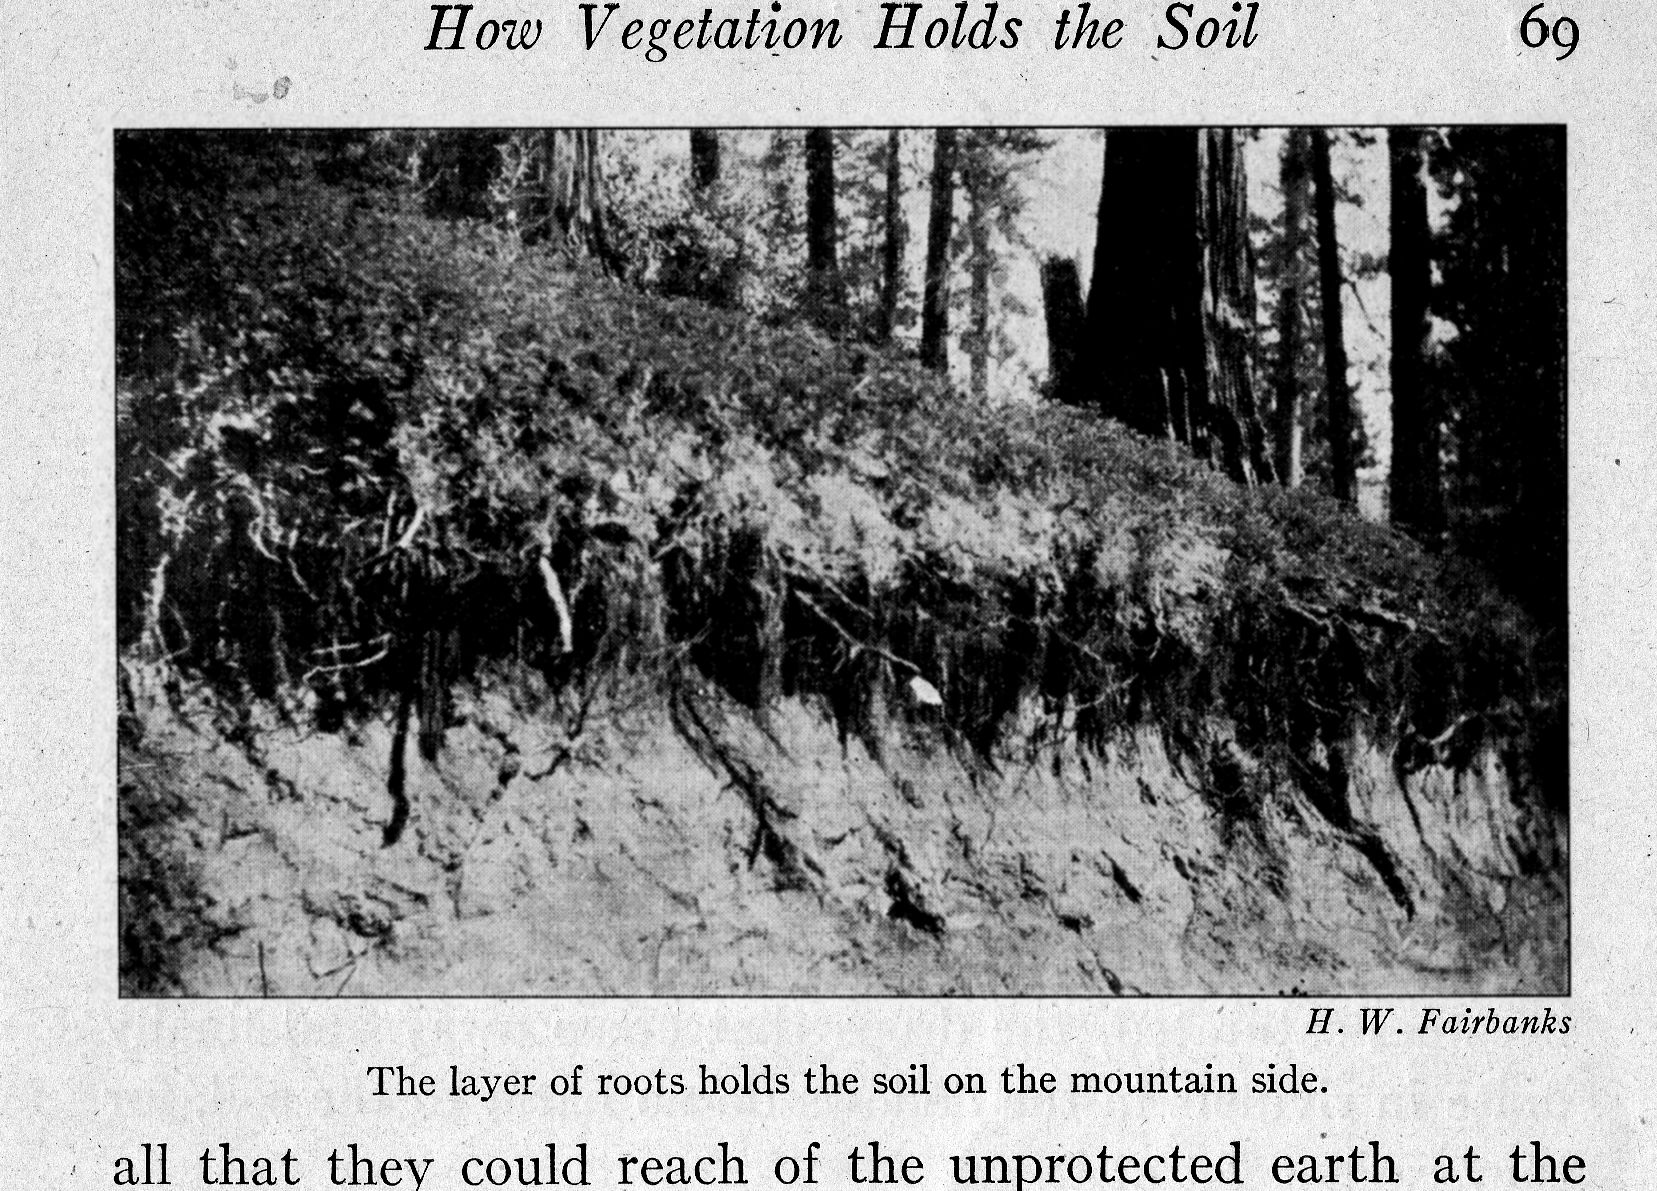 How Vegetation Holds the Soil 69
H. W. Fairbanks
The layer of roots holds the soil on the mountain side.
all that they could reach of the unprotected earth at the